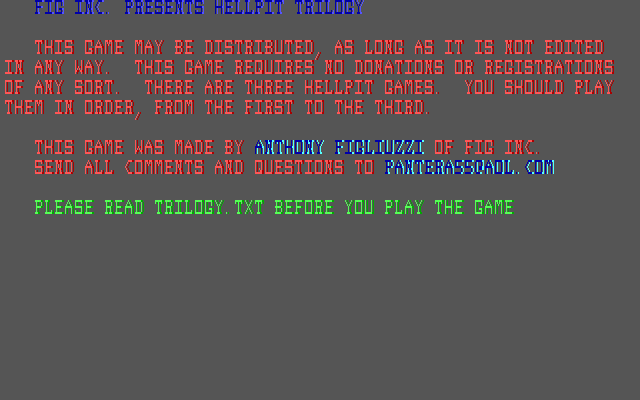 FIG INC. PRESENTS HELLPIT TRILOGY
THIS GAME MAY BE DISTRIBUTED, AS LONG AS IT IS NOT EDITED
IN ANY WAY. THIS GAME REQUIRES NO DONATIONS OR REGISTRATIONS
OF ANY SORT. THERE ARE THREE HELLPIT GAMES. YOU SHOULD PLAY
THEM IN ORDER, FROM THE FIRST TO THE THIRD.
THIS GAME WAS MADE BY ANTHONY FIGLIUZZI OF FIG INC.
SEND ALL COMMENTS AND QUESTIONS TO PANTERASS@AOL.COM
PLEASE READ TRILOGY.TXT BEFORE YOU PLAY THE GAME